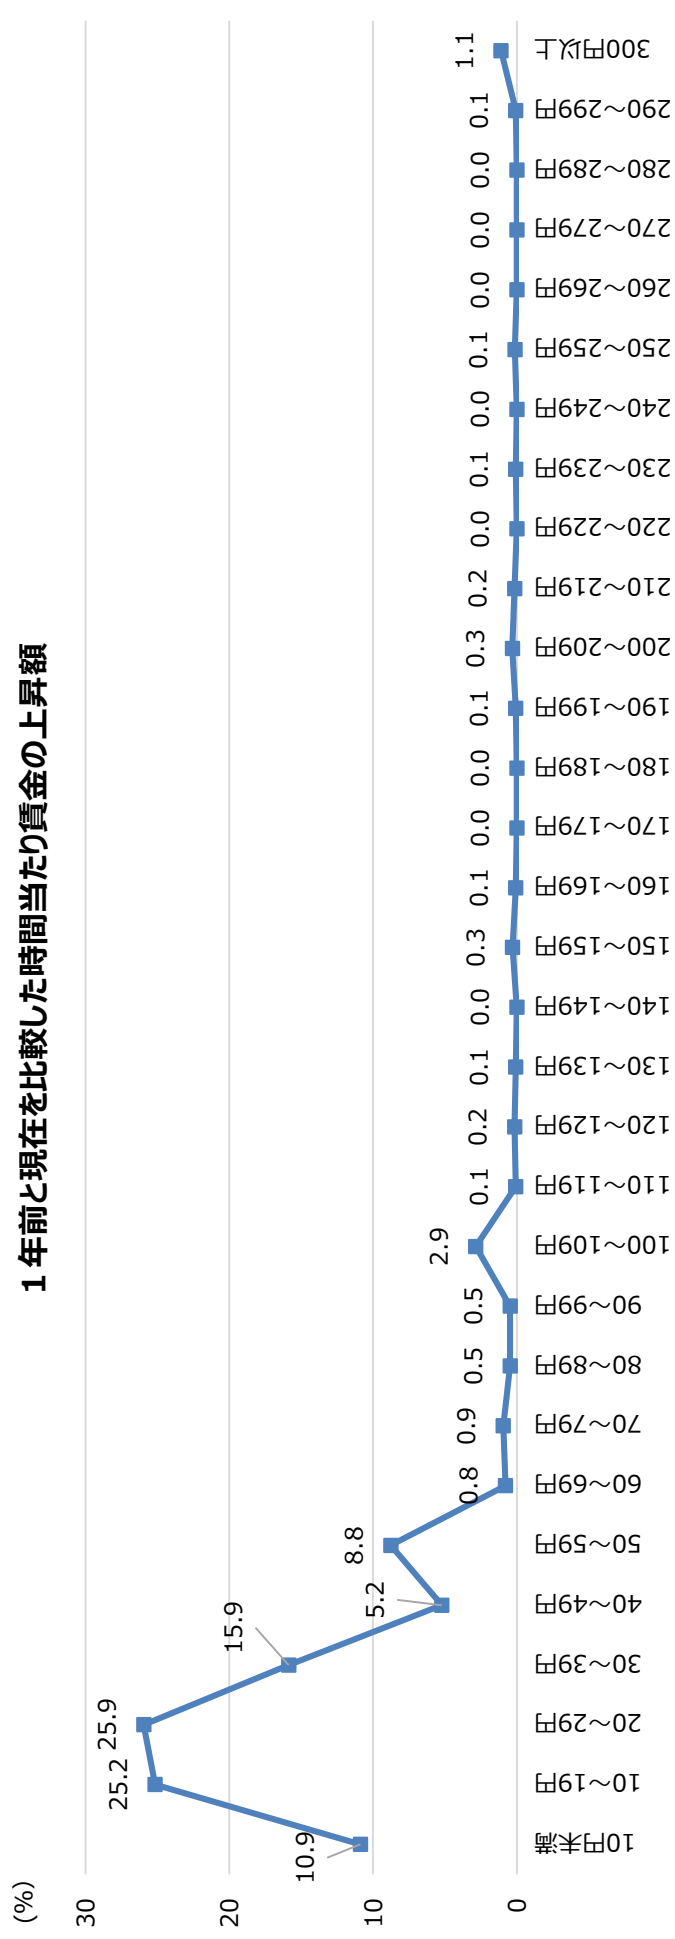 1年前と現在を比較した時間当たり賃金の上昇額
(%)
30
20
10
0
10.9
25.2
25.9
15.9
5.2
8.8
0.8
0.9
0.5
0.5
2.9
0.1
0.2
0.1
0.0
0.3
0.1
0.0
0.0
0.1
0.3
0.2
0.0
0.1
0.0
0.1
0.0
0.0
0.0
0.1
1.1
10円未満
10~19円
20~29円
30~39円
40~49円
50~59円
60~69円
70~79円
80~89円
90~99円
100~109円
110~119円
120~129円
130~139円
140~149円
150~159円
160~169円
170~179円
180~189円
190~199円
200~209円
210~219円
220~229円
230~239円
240~249円
250~259円
260~269円
270~279円
280~289円
290~299円
300円以上